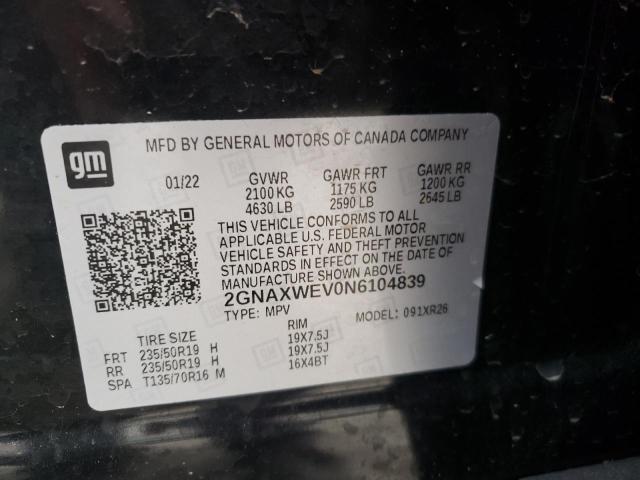 gm
MFD BY GENERAL MOTORS OF CANADA COMPANY
01/22 GVWR GAWR FRT GAWR RR
2100 KG 1175 KG 1200 KG
4630 LB 2590 LB 2645 LB
THIS VEHICLE CONFORMS TO ALL
APPLICABLE U.S. FEDERAL MOTOR
VEHICLE SAFETY AND THEFT PREVENTION
STANDARDS IN EFFECT ON THE DATE OF
MANUFACTURE SHOWN ABOVE.
2GNAXWEV0N6104839
TYPE: MPV MODEL: 091XR26
TIRE SIZE RIM
FRT 235/50R19 H 19X7.5J
RR 235/50R19 H 19X7.5J
SPA T135/70R16 M 16X4BT